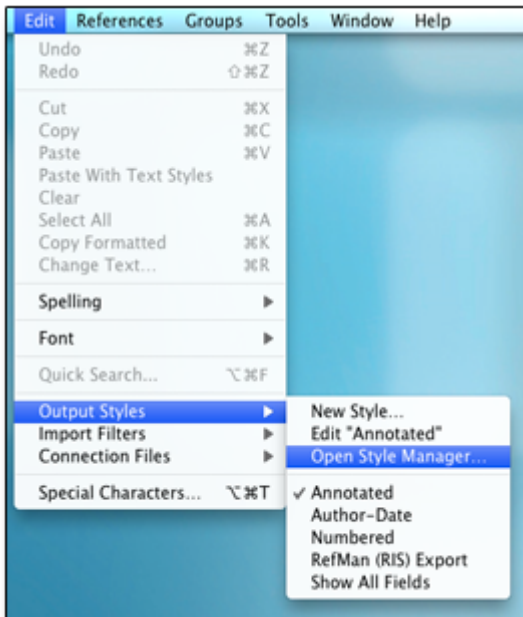 Edit References Groups Tools Window Help
Undo ⌘Z
Redo ⇧⌘Z
Cut ⌘X
Copy ⌘C
Paste ⌘V
Paste With Text Styles
Clear
Select All ⌘A
Copy Formatted ⌘K
Change Text... ⌘R
Spelling ▶
Font ▶
Quick Search... ⌥⌘F
Output Styles ▶
Import Filters ▶
Connection Files ▶
Special Characters... ⌥⌘T
New Style...
Edit "Annotated"
Open Style Manager...
✓ Annotated
Author-Date
Numbered
RefMan (RIS) Export
Show All Fields